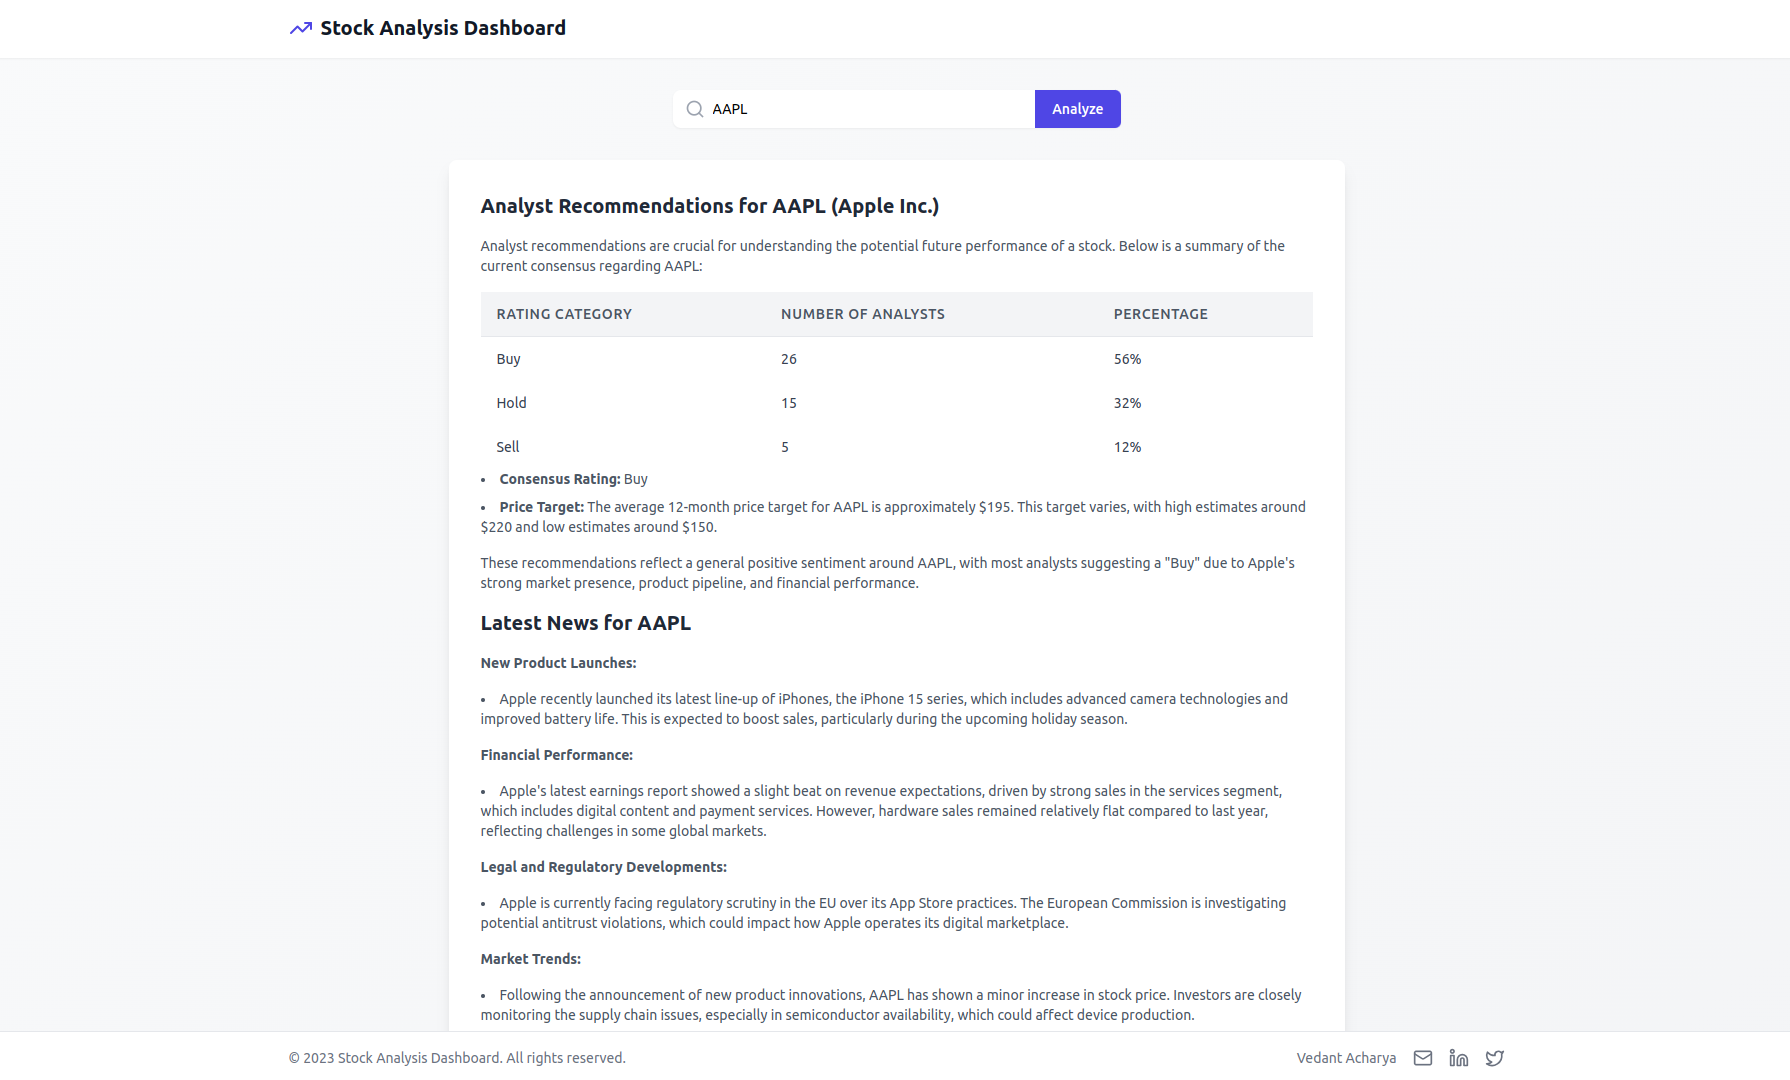 Stock Analysis Dashboard
AAPL
Analyze
Analyst Recommendations for AAPL (Apple Inc.)
Analyst recommendations are crucial for understanding the potential future performance of a stock. Below is a summary of the
current consensus regarding AAPL:
RATING CATEGORY NUMBER OF ANALYSTS PERCENTAGE
Buy 26 56%
Hold 15 32%
Sell 5 12%
• Consensus Rating: Buy
• Price Target: The average 12-month price target for AAPL is approximately $195. This target varies, with high estimates around
$220 and low estimates around $150.
These recommendations reflect a general positive sentiment around AAPL, with most analysts suggesting a "Buy" due to Apple's
strong market presence, product pipeline, and financial performance.
Latest News for AAPL
New Product Launches:
• Apple recently launched its latest line-up of iPhones, the iPhone 15 series, which includes advanced camera technologies and
improved battery life. This is expected to boost sales, particularly during the upcoming holiday season.
Financial Performance:
• Apple's latest earnings report showed a slight beat on revenue expectations, driven by strong sales in the services segment,
which includes digital content and payment services. However, hardware sales remained relatively flat compared to last year,
reflecting challenges in some global markets.
Legal and Regulatory Developments:
• Apple is currently facing regulatory scrutiny in the EU over its App Store practices. The European Commission is investigating
potential antitrust violations, which could impact how Apple operates its digital marketplace.
Market Trends:
• Following the announcement of new product innovations, AAPL has shown a minor increase in stock price. Investors are closely
monitoring the supply chain issues, especially in semiconductor availability, which could affect device production.
© 2023 Stock Analysis Dashboard. All rights reserved.
Vedant Acharya